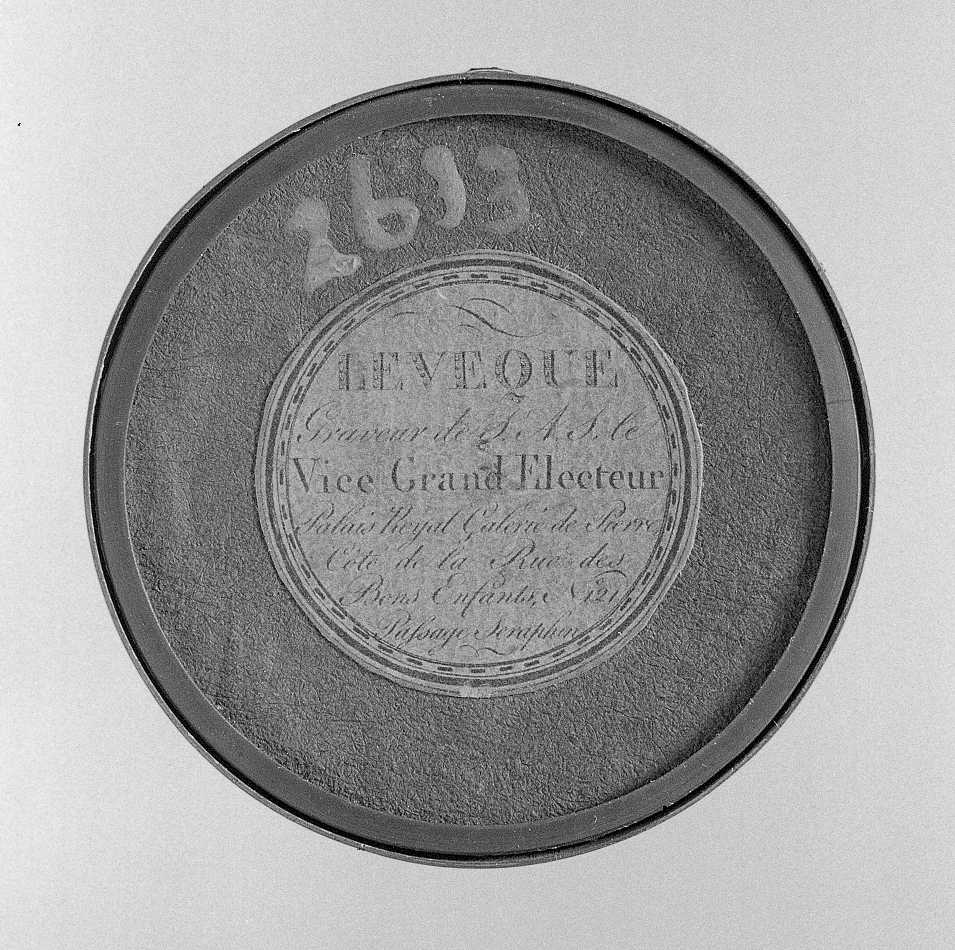 2693
LEVEQUE
Graveur de S. A. S. le
Vice Grand Electeur
Palais Royal Galerie de Pierre
Côté de la Rue des
Bons Enfants, N. 121,
Passage Seraphin